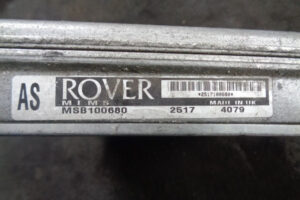 AS ROVER
MEMS
MADE IN UK
MSB100680 2517 4079